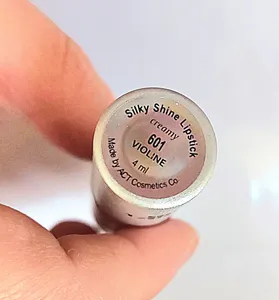 Silky Shine Lipstick
creamy
601
VIOLINE
4 ml
Made by ACT Cosmetics Co.